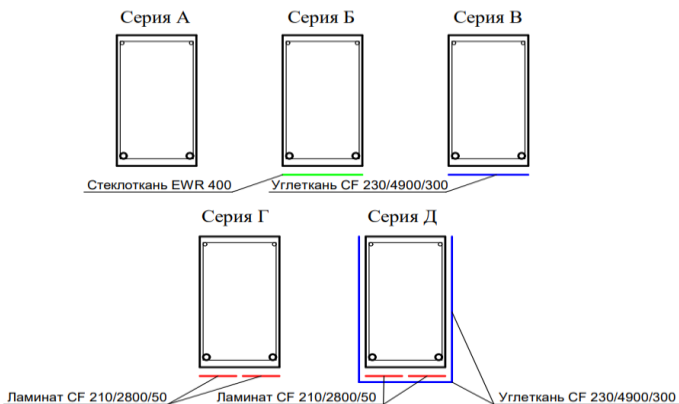 Серия А
Серия Б
Серия В
Стеклоткань EWR 400
Углеткань CF 230/4900/300
Серия Г
Серия Д
Ламинат CF 210/2800/50
Ламинат CF 210/2800/50
Углеткань CF 230/4900/300